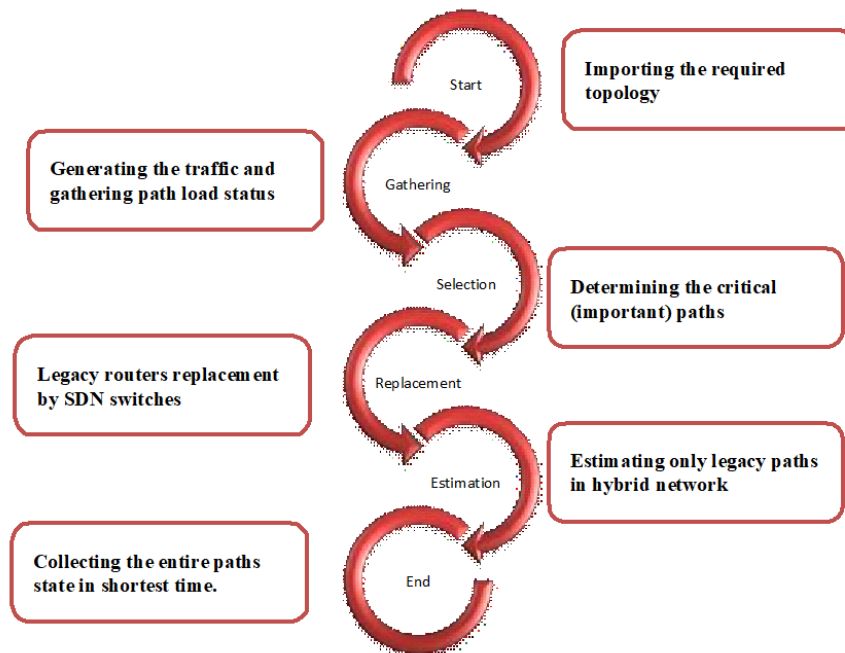 Start
Importing the required
topology
Generating the traffic and
gathering path load status
Gathering
Selection
Determining the critical
(important) paths
Legacy routers replacement
by SDN switches
Replacement
Estimation
Estimating only legacy paths
in hybrid network
Collecting the entire paths
state in shortest time.
End